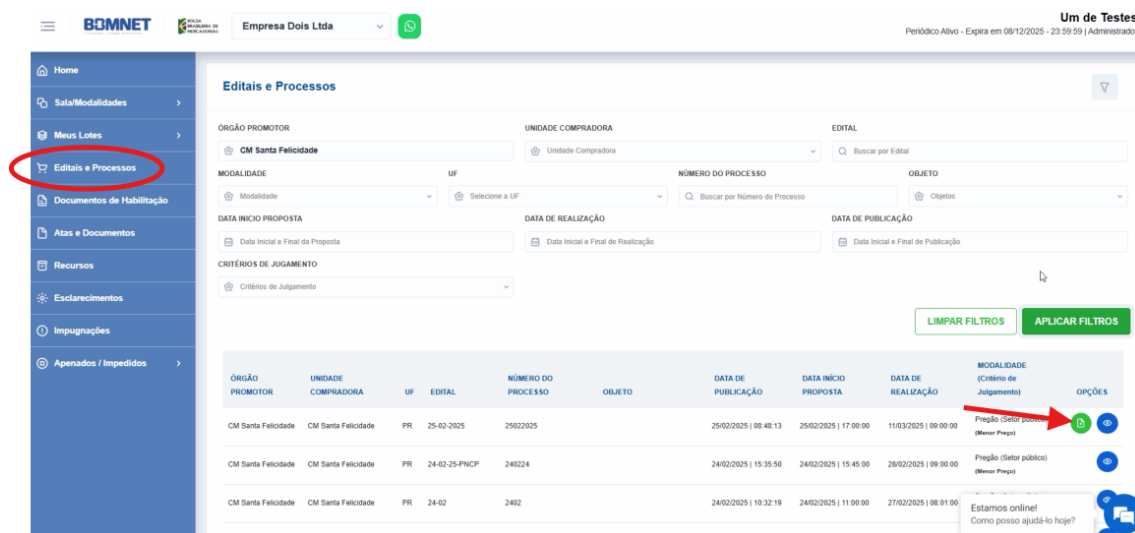 BBMNET
BOLSA
BRASILEIRA DE
MERCADORIAS
Empresa Dois Ltda
Um de Testes
Periódico Ativo - Expira em 08/12/2025 - 23:59:59 | Administrado
Home
Sala/Modalidades
Meus Lotes
Editais e Processos
Documentos de Habilitação
Atas e Documentos
Recursos
Esclarecimentos
Impugnações
Apenados / Impedidos
Editais e Processos
ÓRGÃO PROMOTOR UNIDADE COMPRADORA EDITAL
CM Santa Felicidade Unidade Compradora Buscar por Edital
MODALIDADE UF NÚMERO DO PROCESSO OBJETO
Modalidade Selecione a UF Buscar por Número do Processo Objetos
DATA INICIO PROPOSTA DATA DE REALIZAÇÃO DATA DE PUBLICAÇÃO
Data Inicial e Final da Proposta Data Inicial e Final de Realização Data Inicial e Final de Publicação
CRITÉRIOS DE JUGAMENTO
Critérios de Julgamento
LIMPAR FILTROS APLICAR FILTROS
ÓRGÃO PROMOTOR UNIDADE COMPRADORA UF EDITAL NÚMERO DO PROCESSO OBJETO DATA DE PUBLICAÇÃO DATA INÍCIO PROPOSTA DATA DE REALIZAÇÃO MODALIDADE (Critério de Julgamento) OPÇÕES
CM Santa Felicidade CM Santa Felicidade PR 25-02-2025 25022025 25/02/2025 | 08:48:13 25/02/2025 | 17:00:00 11/03/2025 | 09:00:00 Pregão (Setor público)
(Menor Preço)
CM Santa Felicidade CM Santa Felicidade PR 24-02-25-PNCP 240224 24/02/2025 | 15:35:50 24/02/2025 | 15:45:00 28/02/2025 | 09:00:00 Pregão (Setor público)
(Menor Preço)
CM Santa Felicidade CM Santa Felicidade PR 24-02 2402 24/02/2025 | 10:32:19 24/02/2025 | 11:00:00 27/02/2025 | 08:01:00
Estamos online!
Como posso ajudá-lo hoje?